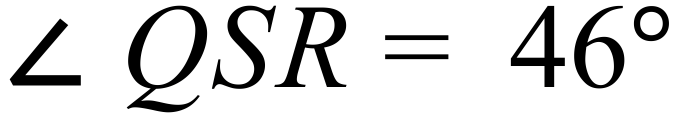 ∠ QSR = 46°